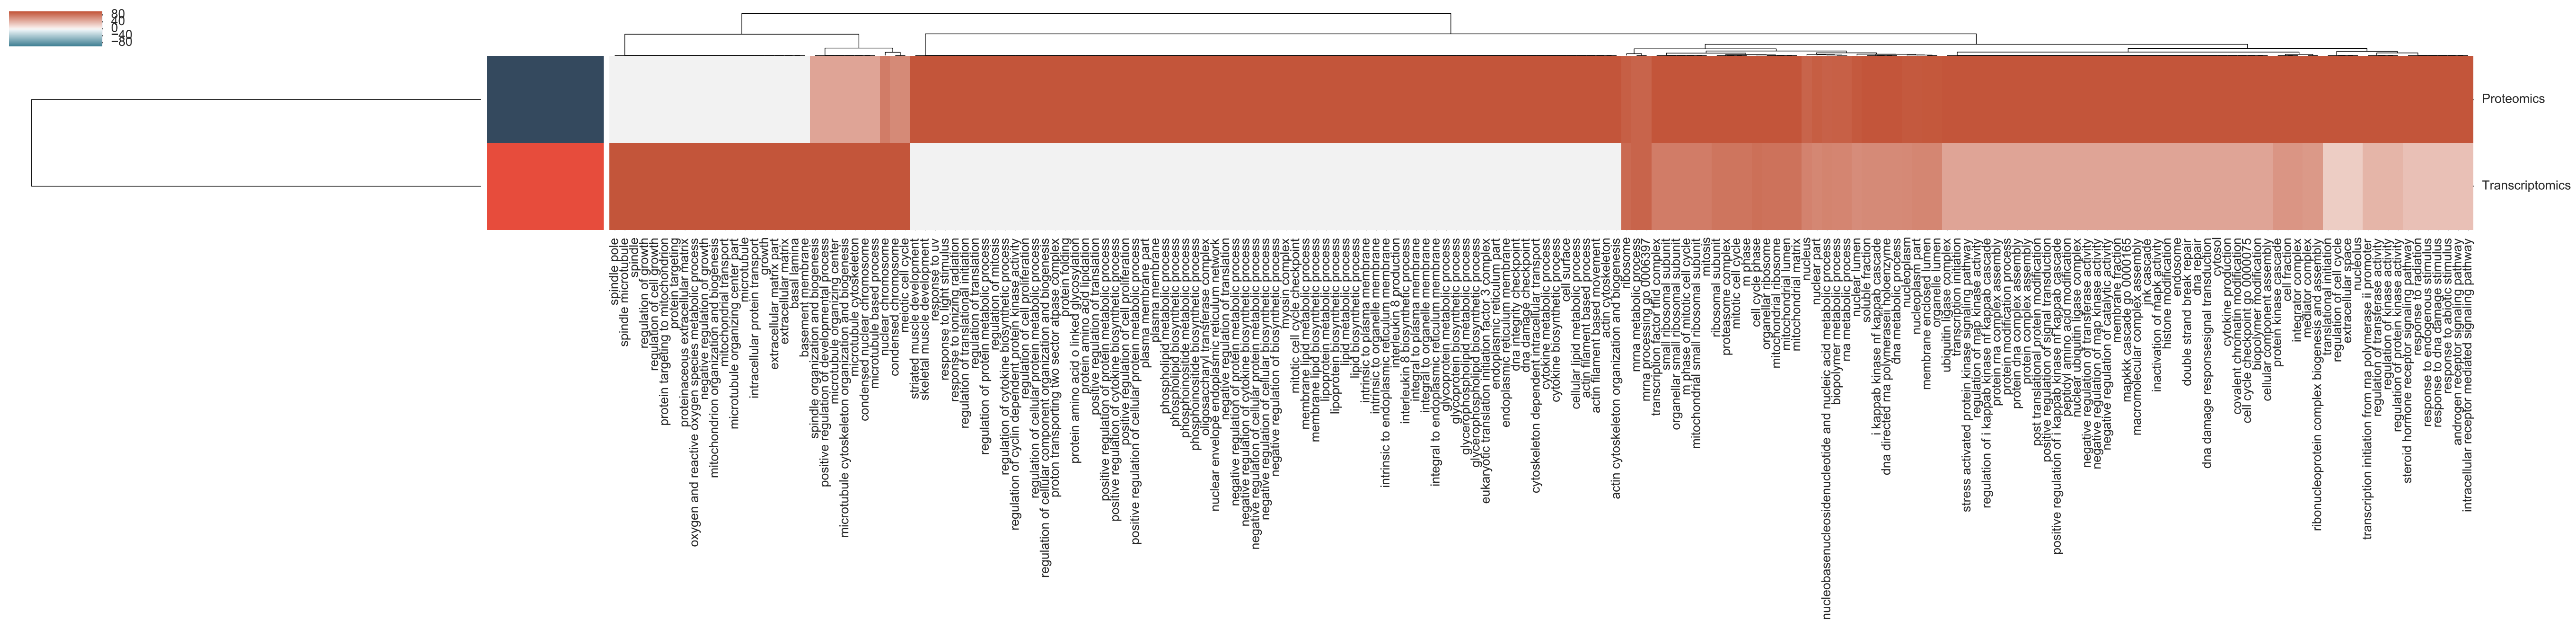 80
40
0
−40
−80
Proteomics
Transcriptomics
spindle pole
spindle microtubule
spindle
regulation of growth
regulation of cell growth
protein targeting to mitochondrion
protein targeting
proteinaceous extracellular matrix
oxygen and reactive oxygen species metabolic process
negative regulation of growth
mitochondrion organization and biogenesis
mitochondrial transport
microtubule organizing center part
microtubule
intracellular protein transport
growth
extracellular matrix part
extracellular matrix
basal lamina
basement membrane
spindle organization and biogenesis
positive regulation of developmental process
microtubule organizing center
microtubule cytoskeleton organization and biogenesis
microtubule cytoskeleton
condensed nuclear chromosome
microtubule based process
nuclear chromosome
condensed chromosome
meiotic cell cycle
striated muscle development
skeletal muscle development
response to uv
response to light stimulus
response to ionizing radiation
regulation of translational initiation
regulation of translation
regulation of protein metabolic process
regulation of mitosis
regulation of cytokine biosynthetic process
regulation of cyclin dependent protein kinase activity
regulation of cell proliferation
regulation of cellular protein metabolic process
regulation of cellular component organization and biogenesis
proton transporting two sector atpase complex
protein folding
protein amino acid o linked glycosylation
protein amino acid lipidation
positive regulation of translation
positive regulation of protein metabolic process
positive regulation of cytokine biosynthetic process
positive regulation of cell proliferation
positive regulation of cellular protein metabolic process
plasma membrane part
plasma membrane
phospholipid metabolic process
phospholipid biosynthetic process
phosphoinositide metabolic process
phosphoinositide biosynthetic process
oligosaccharyl transferase complex
nuclear envelope endoplasmic reticulum network
negative regulation of translation
negative regulation of protein metabolic process
negative regulation of cytokine biosynthetic process
negative regulation of cellular protein metabolic process
negative regulation of cellular biosynthetic process
negative regulation of biosynthetic process
myosin complex
mitotic cell cycle checkpoint
membrane lipid metabolic process
membrane lipid biosynthetic process
lipoprotein metabolic process
lipoprotein biosynthetic process
lipid metabolic process
lipid biosynthetic process
intrinsic to plasma membrane
intrinsic to organelle membrane
intrinsic to endoplasmic reticulum membrane
interleukin 8 production
interleukin 8 biosynthetic process
integral to plasma membrane
integral to organelle membrane
integral to endoplasmic reticulum membrane
glycoprotein metabolic process
glycoprotein biosynthetic process
glycerophospholipid metabolic process
glycerophospholipid biosynthetic process
eukaryotic translation initiation factor 3 complex
endoplasmic reticulum part
endoplasmic reticulum membrane
dna integrity checkpoint
dna damage checkpoint
cytoskeleton dependent intracellular transport
cytokine metabolic process
cytokine biosynthetic process
cell surface
cellular lipid metabolic process
actin filament based process
actin filament based movement
actin cytoskeleton
actin cytoskeleton organization and biogenesis
ribosome
mrna metabolic process
mrna processing go 0006397
transcription factor tfiid complex
small ribosomal subunit
organellar small ribosomal subunit
m phase of mitotic cell cycle
mitochondrial small ribosomal subunit
mitosis
ribosomal subunit
proteasome complex
mitotic cell cycle
m phase
cell cycle phase
organellar ribosome
mitochondrial ribosome
mitochondrial lumen
mitochondrial matrix
nucleus
nuclear part
nucleobasenucleosidenucleotide and nucleic acid metabolic process
biopolymer metabolic process
rna metabolic process
nuclear lumen
soluble fraction
i kappab kinase nf kappab cascade
dna directed rna polymeraseii holoenzyme
dna metabolic process
nucleoplasm
nucleoplasm part
membrane enclosed lumen
organelle lumen
ubiquitin ligase complex
transcription initiation
stress activated protein kinase signaling pathway
regulation of map kinase activity
regulation of i kappab kinase nf kappab cascade
protein rna complex assembly
protein modification process
protein dna complex assembly
protein complex assembly
post translational protein modification
positive regulation of signal transduction
positive regulation of i kappab kinase nf kappab cascade
peptidyl amino acid modification
nuclear ubiquitin ligase complex
negative regulation of transferase activity
negative regulation of map kinase activity
negative regulation of catalytic activity
membrane fraction
mapkkk cascade go 0000165
macromolecular complex assembly
jnk cascade
inactivation of mapk activity
histone modification
endosome
double strand break repair
dna repair
dna damage responsesignal transduction
cytosol
cytokine production
covalent chromatin modification
cell cycle checkpoint go 0000075
biopolymer modification
cellular component assembly
protein kinase cascade
cell fraction
integrator complex
mediator complex
ribonucleoprotein complex biogenesis and assembly
translational initiation
regulation of cell cycle
extracellular space
nucleolus
transcription initiation from rna polymerase ii promoter
regulation of transferase activity
regulation of kinase activity
regulation of protein kinase activity
steroid hormone receptor signaling pathway
response to radiation
response to endogenous stimulus
response to dna damage stimulus
response to abiotic stimulus
androgen receptor signaling pathway
intracellular receptor mediated signaling pathway